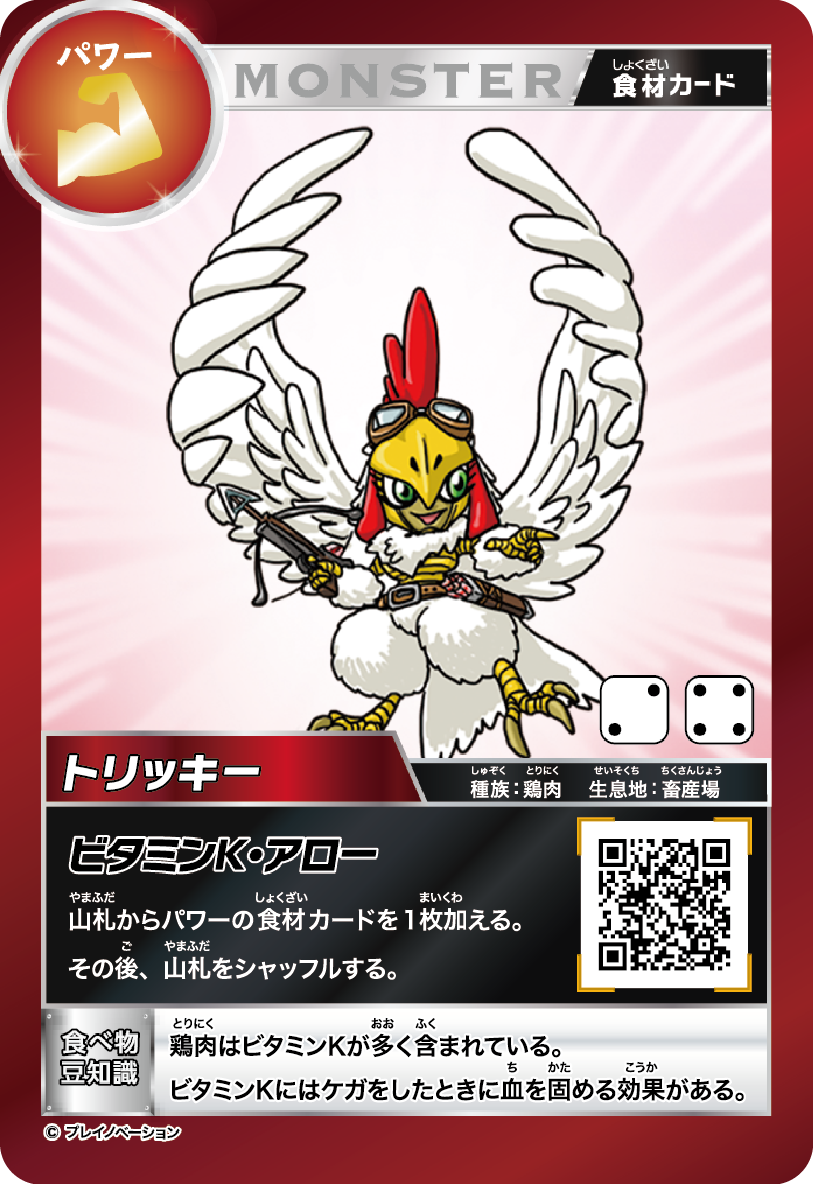 パワー
MONSTER
しょくざい
食材カード
トリッキー
しゅぞく とりにく せいそくち ちくさんじょう
種族：鶏肉 生息地：畜産場
ビタミンK・アロー
やまふだ しょくざい まいくわ
山札からパワーの食材カードを1枚加える。
ご やまふだ
その後、山札をシャッフルする。
食べ物
豆知識
とりにく おお ふく
鶏肉はビタミンKが多く含まれている。
ち かた こうか
ビタミンKにはケガをしたときに血を固める効果がある。
© プレイノベーション